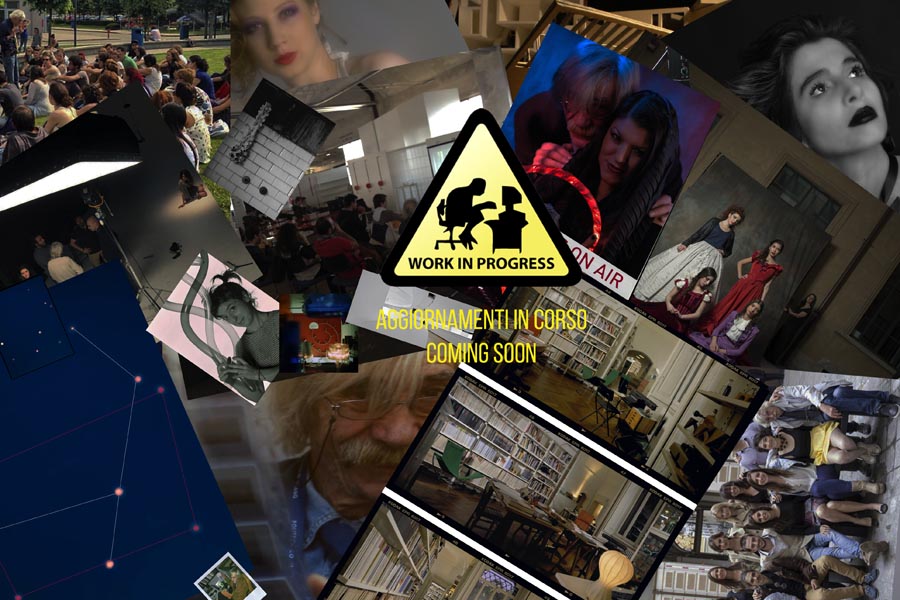 ON AIR
WORK IN PROGRESS
AGGIORNAMENTI IN CORSO
COMING SOON